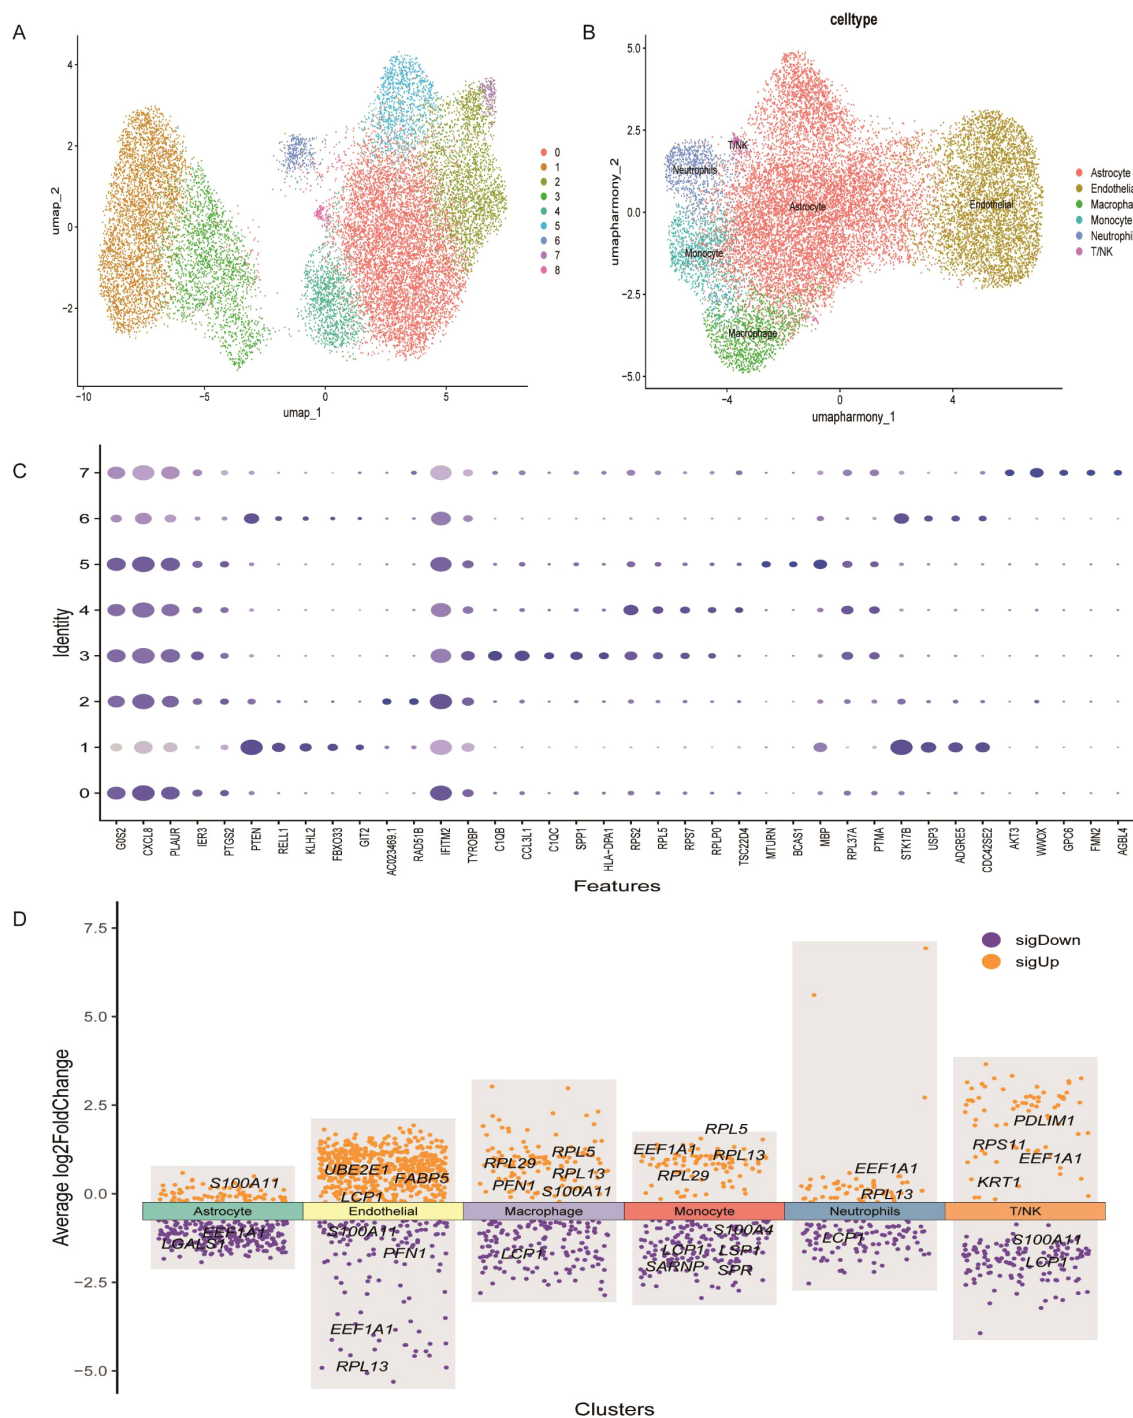 A
4
2
0
−2
umap_2
−10
−5
0
5
umap_1
0
1
2
3
4
5
6
7
8
B
celltype
5.0
2.5
0.0
−2.5
−5.0
umapharmony_2
−4
0
4
umapharmony_1
T/NK
Neutrophils
Astrocyte
Endothelial
Monocyte
Macrophage
Astrocyte
Endothelia
Macropha
Monocyte
Neutrophil
T/NK
C
Identity
7
6
5
4
3
2
1
0
G0S2
CXCL8
PLAUR
IER3
PTGS2
PTEN
RELL1
KLHL2
FBXO33
GIT2
AC023469.1
RAD51B
IFITM2
TYROBP
C1QB
CCL3L1
C1QC
SPP1
HLA-DPA1
RPS2
RPL5
RPS7
RPLP0
TSC22D4
MTURN
BCAS1
MBP
RPL37A
PTMA
STK17B
USP3
ADGRE5
CDC42SE2
AKT3
WWOX
GPC6
FMN2
AGBL4
Features
D
Average log2FoldChange
7.5
5.0
2.5
0.0
−2.5
−5.0
sigDown
sigUp
S100A11
Astrocyte
EEF1A1
LGALS1
UBE2E1
FABP5
LCP1
Endothelial
S100A11
PFN1
EEF1A1
RPL13
RPL5
RPL29
RPL13
PFN1
S100A11
Macrophage
LCP1
RPL5
EEF1A1
RPL13
RPL29
Monocyte
S100A4
LCP1
LSP1
SARNP
SPR
EEF1A1
RPL13
Neutrophils
LCP1
PDLIM1
RPS11
EEF1A1
KRT1
T/NK
S100A11
LCP1
Clusters